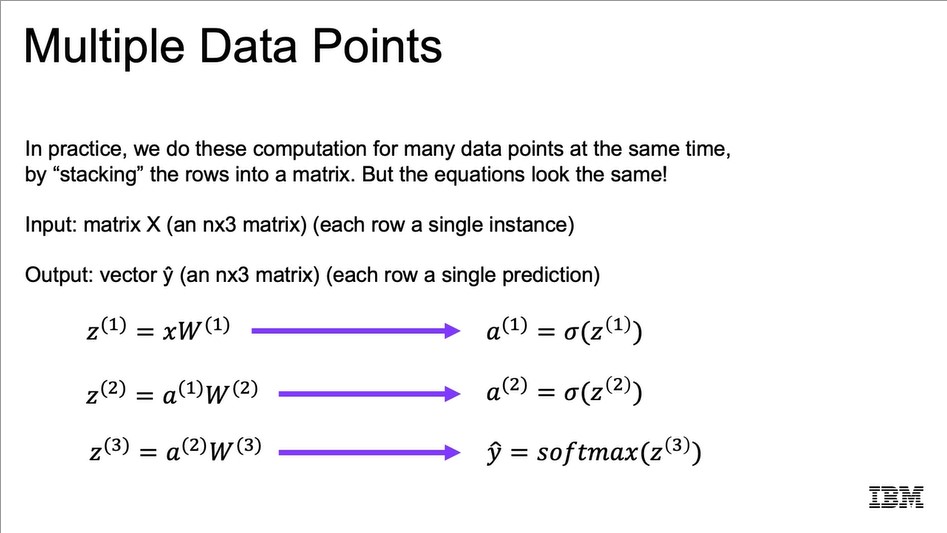 Multiple Data Points
In practice, we do these computation for many data points at the same time,
by “stacking” the rows into a matrix. But the equations look the same!
Input: matrix X (an nx3 matrix) (each row a single instance)
Output: vector ŷ (an nx3 matrix) (each row a single prediction)
z⁽¹⁾ = xW⁽¹⁾ a⁽¹⁾ = σ(z⁽¹⁾)
z⁽²⁾ = a⁽¹⁾W⁽²⁾ a⁽²⁾ = σ(z⁽²⁾)
z⁽³⁾ = a⁽²⁾W⁽³⁾ ŷ = softmax(z⁽³⁾)
IBM